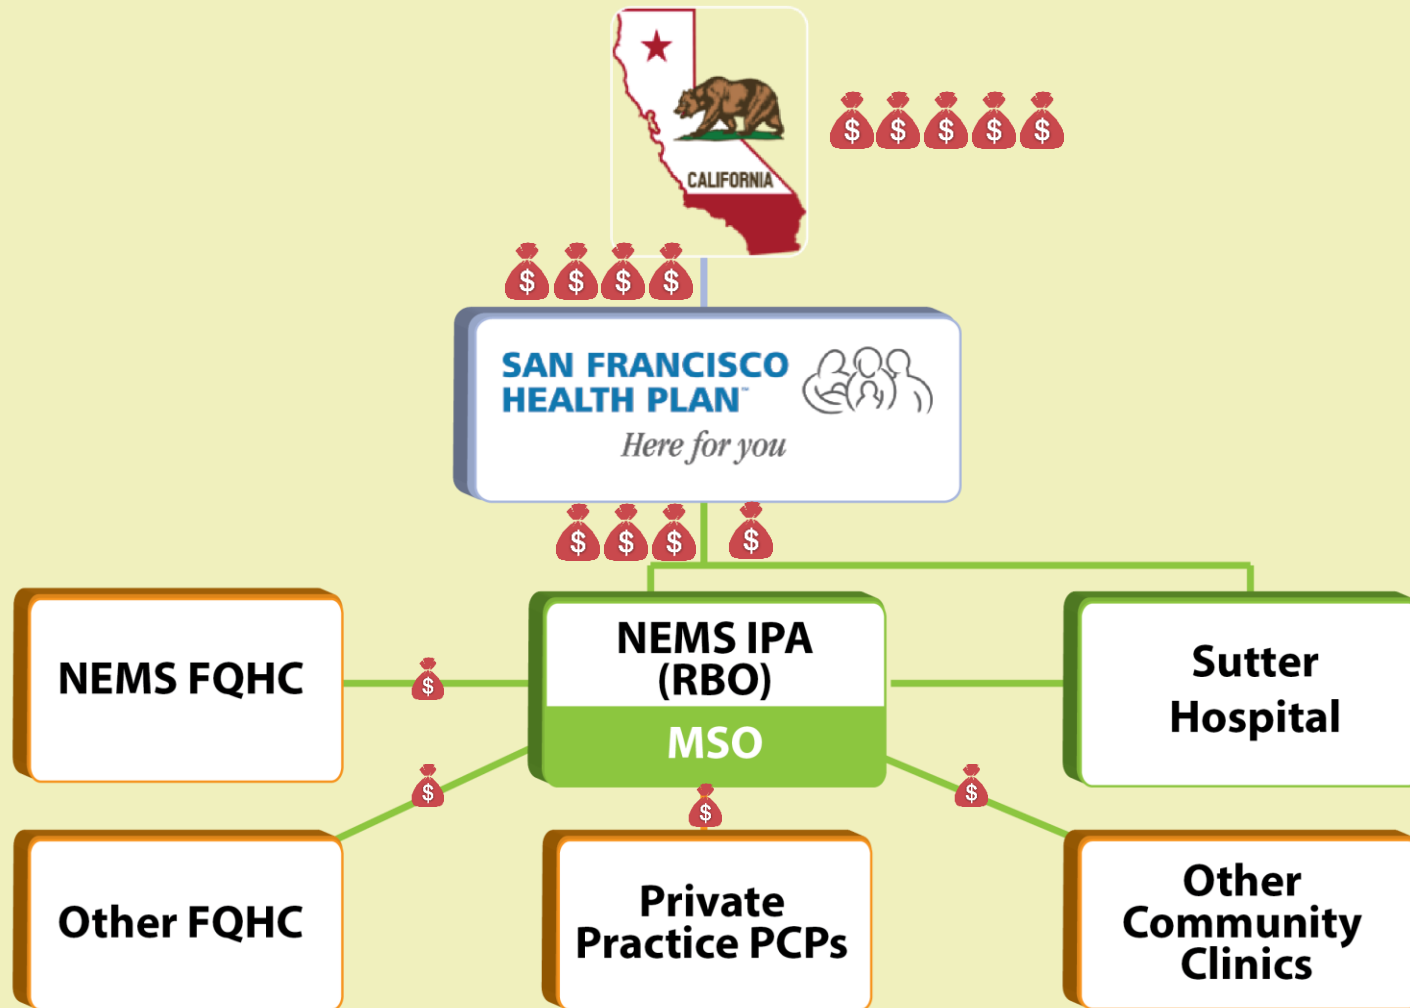 CALIFORNIA
$ $ $ $ $
$ $ $ $
SAN FRANCISCO
HEALTH PLAN™
Here for you
$ $ $ $
NEMS FQHC
$
NEMS IPA
(RBO)
MSO
Sutter
Hospital
$
$
$
Other FQHC
Private
Practice PCPs
Other
Community
Clinics